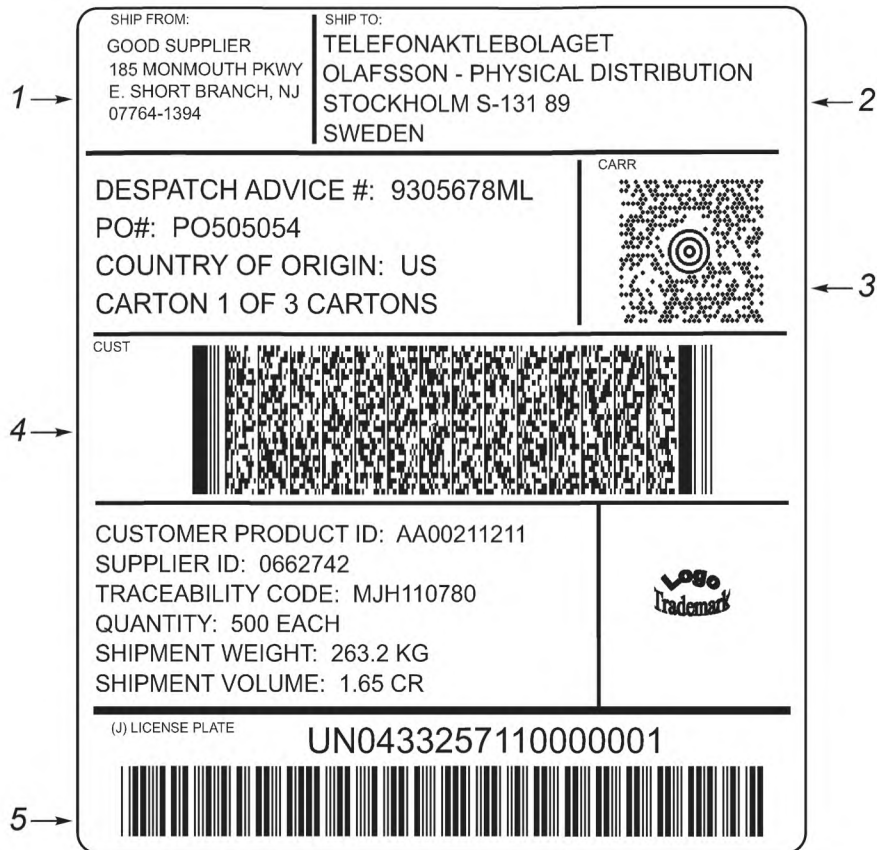 SHIP FROM:
GOOD SUPPLIER
185 MONMOUTH PKWY
E. SHORT BRANCH, NJ
07764-1394
SHIP TO:
TELEFONAKTLEBOLAGET
OLAFSSON - PHYSICAL DISTRIBUTION
STOCKHOLM S-131 89
SWEDEN
1
2
DESPATCH ADVICE #: 9305678ML
PO#: PO505054
COUNTRY OF ORIGIN: US
CARTON 1 OF 3 CARTONS
CARR
3
CUST
4
CUSTOMER PRODUCT ID: AA00211211
SUPPLIER ID: 0662742
TRACEABILITY CODE: MJH110780
QUANTITY: 500 EACH
SHIPMENT WEIGHT: 263.2 KG
SHIPMENT VOLUME: 1.65 CR
Logo
Trademark
(J) LICENSE PLATE
UN0433257110000001
5